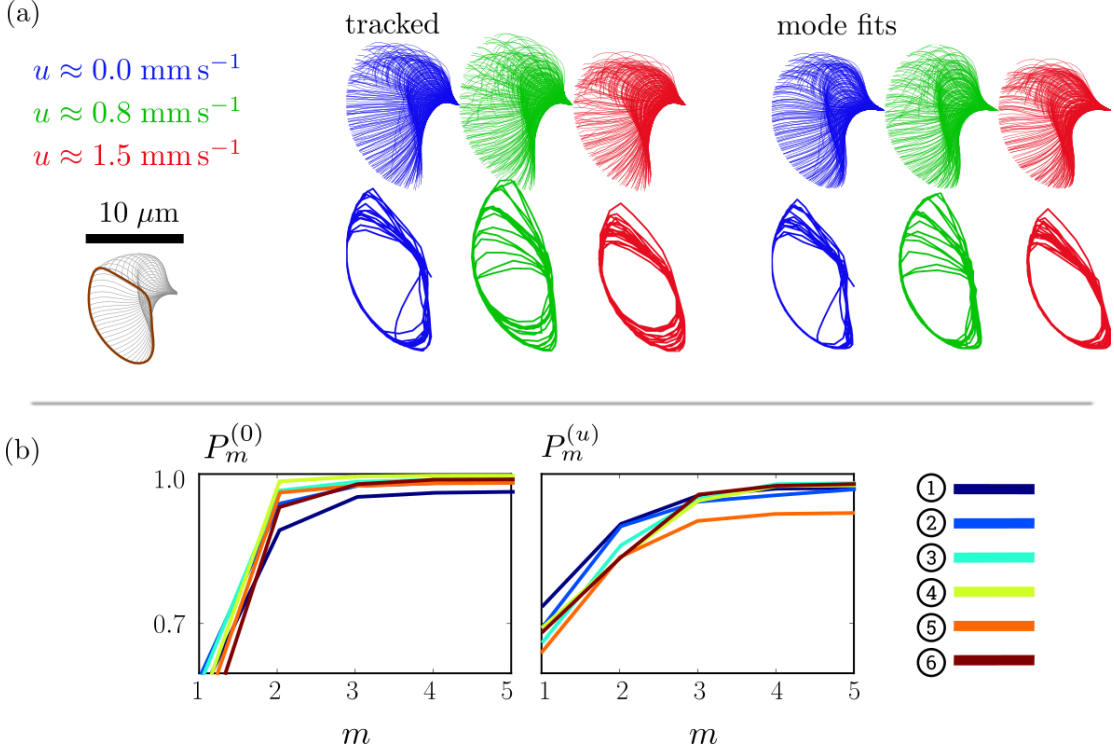 (a)
tracked
mode fits
u ≈ 0.0 mm s⁻¹
u ≈ 0.8 mm s⁻¹
u ≈ 1.5 mm s⁻¹
10 μm
(b)
P_m^(0)
P_m^(u)
1.0
0.7
1 2 3 4 5
1 2 3 4 5
m
m
1
2
3
4
5
6